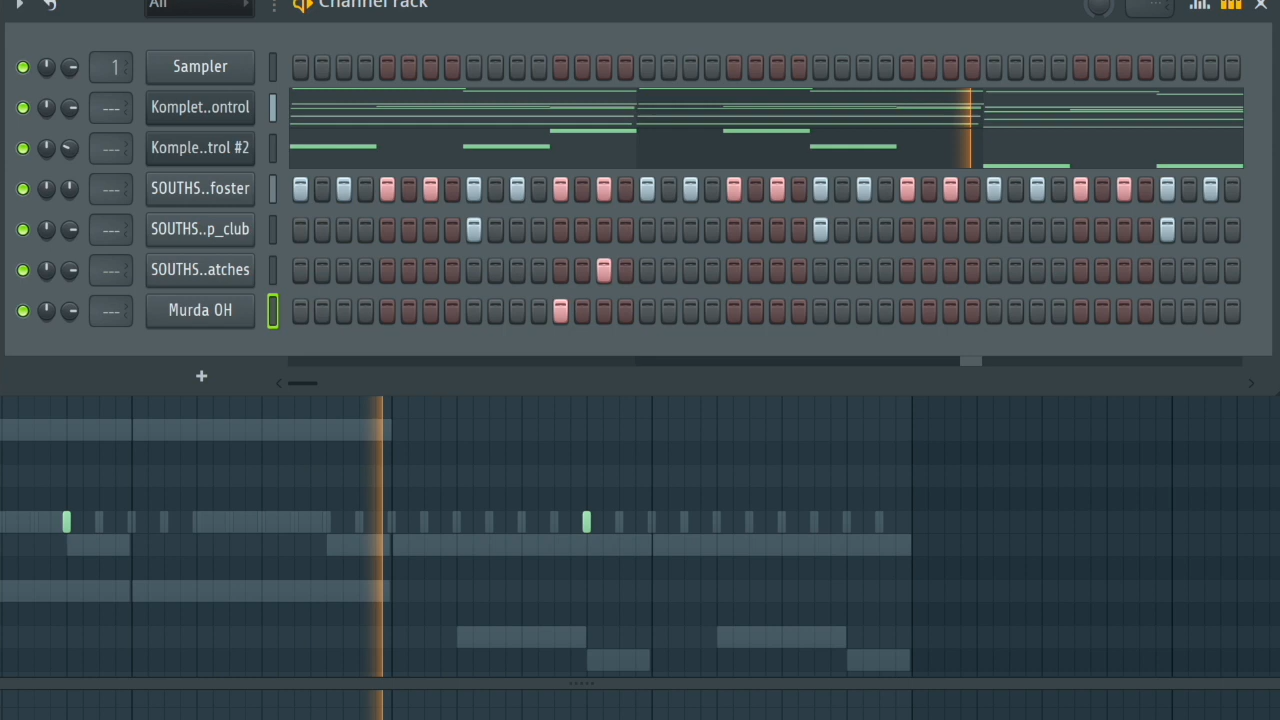 All
Channel rack
1
Sampler
---
Komplet..ontrol
---
Komple..trol #2
---
SOUTHS..foster
---
SOUTHS..p_club
---
SOUTHS..atches
---
Murda OH
+